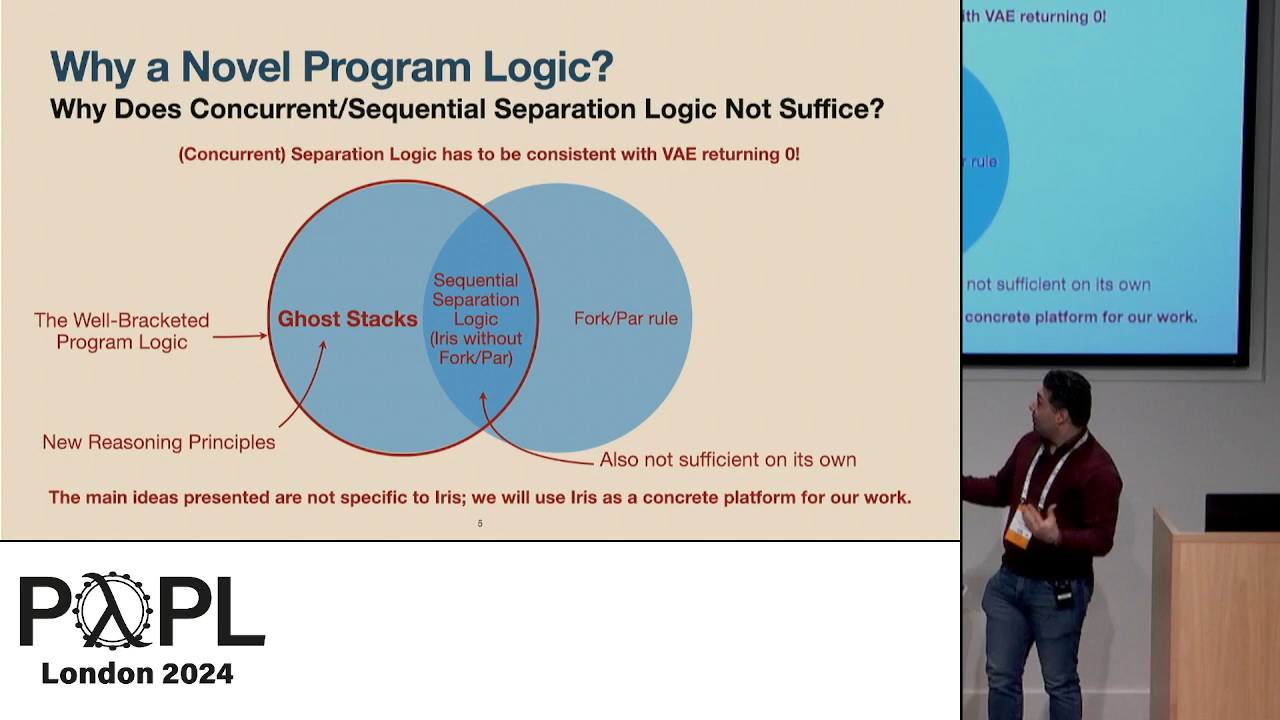 Why a Novel Program Logic?
Why Does Concurrent/Sequential Separation Logic Not Suffice?
(Concurrent) Separation Logic has to be consistent with VAE returning 0!
The Well-Bracketed
Program Logic
Ghost Stacks
Sequential
Separation
Logic
(Iris without
Fork/Par)
Fork/Par rule
New Reasoning Principles
Also not sufficient on its own
The main ideas presented are not specific to Iris; we will use Iris as a concrete platform for our work.
5
with VAE returning 0!
rule
not sufficient on its own
concrete platform for our work.
PλPL
London 2024